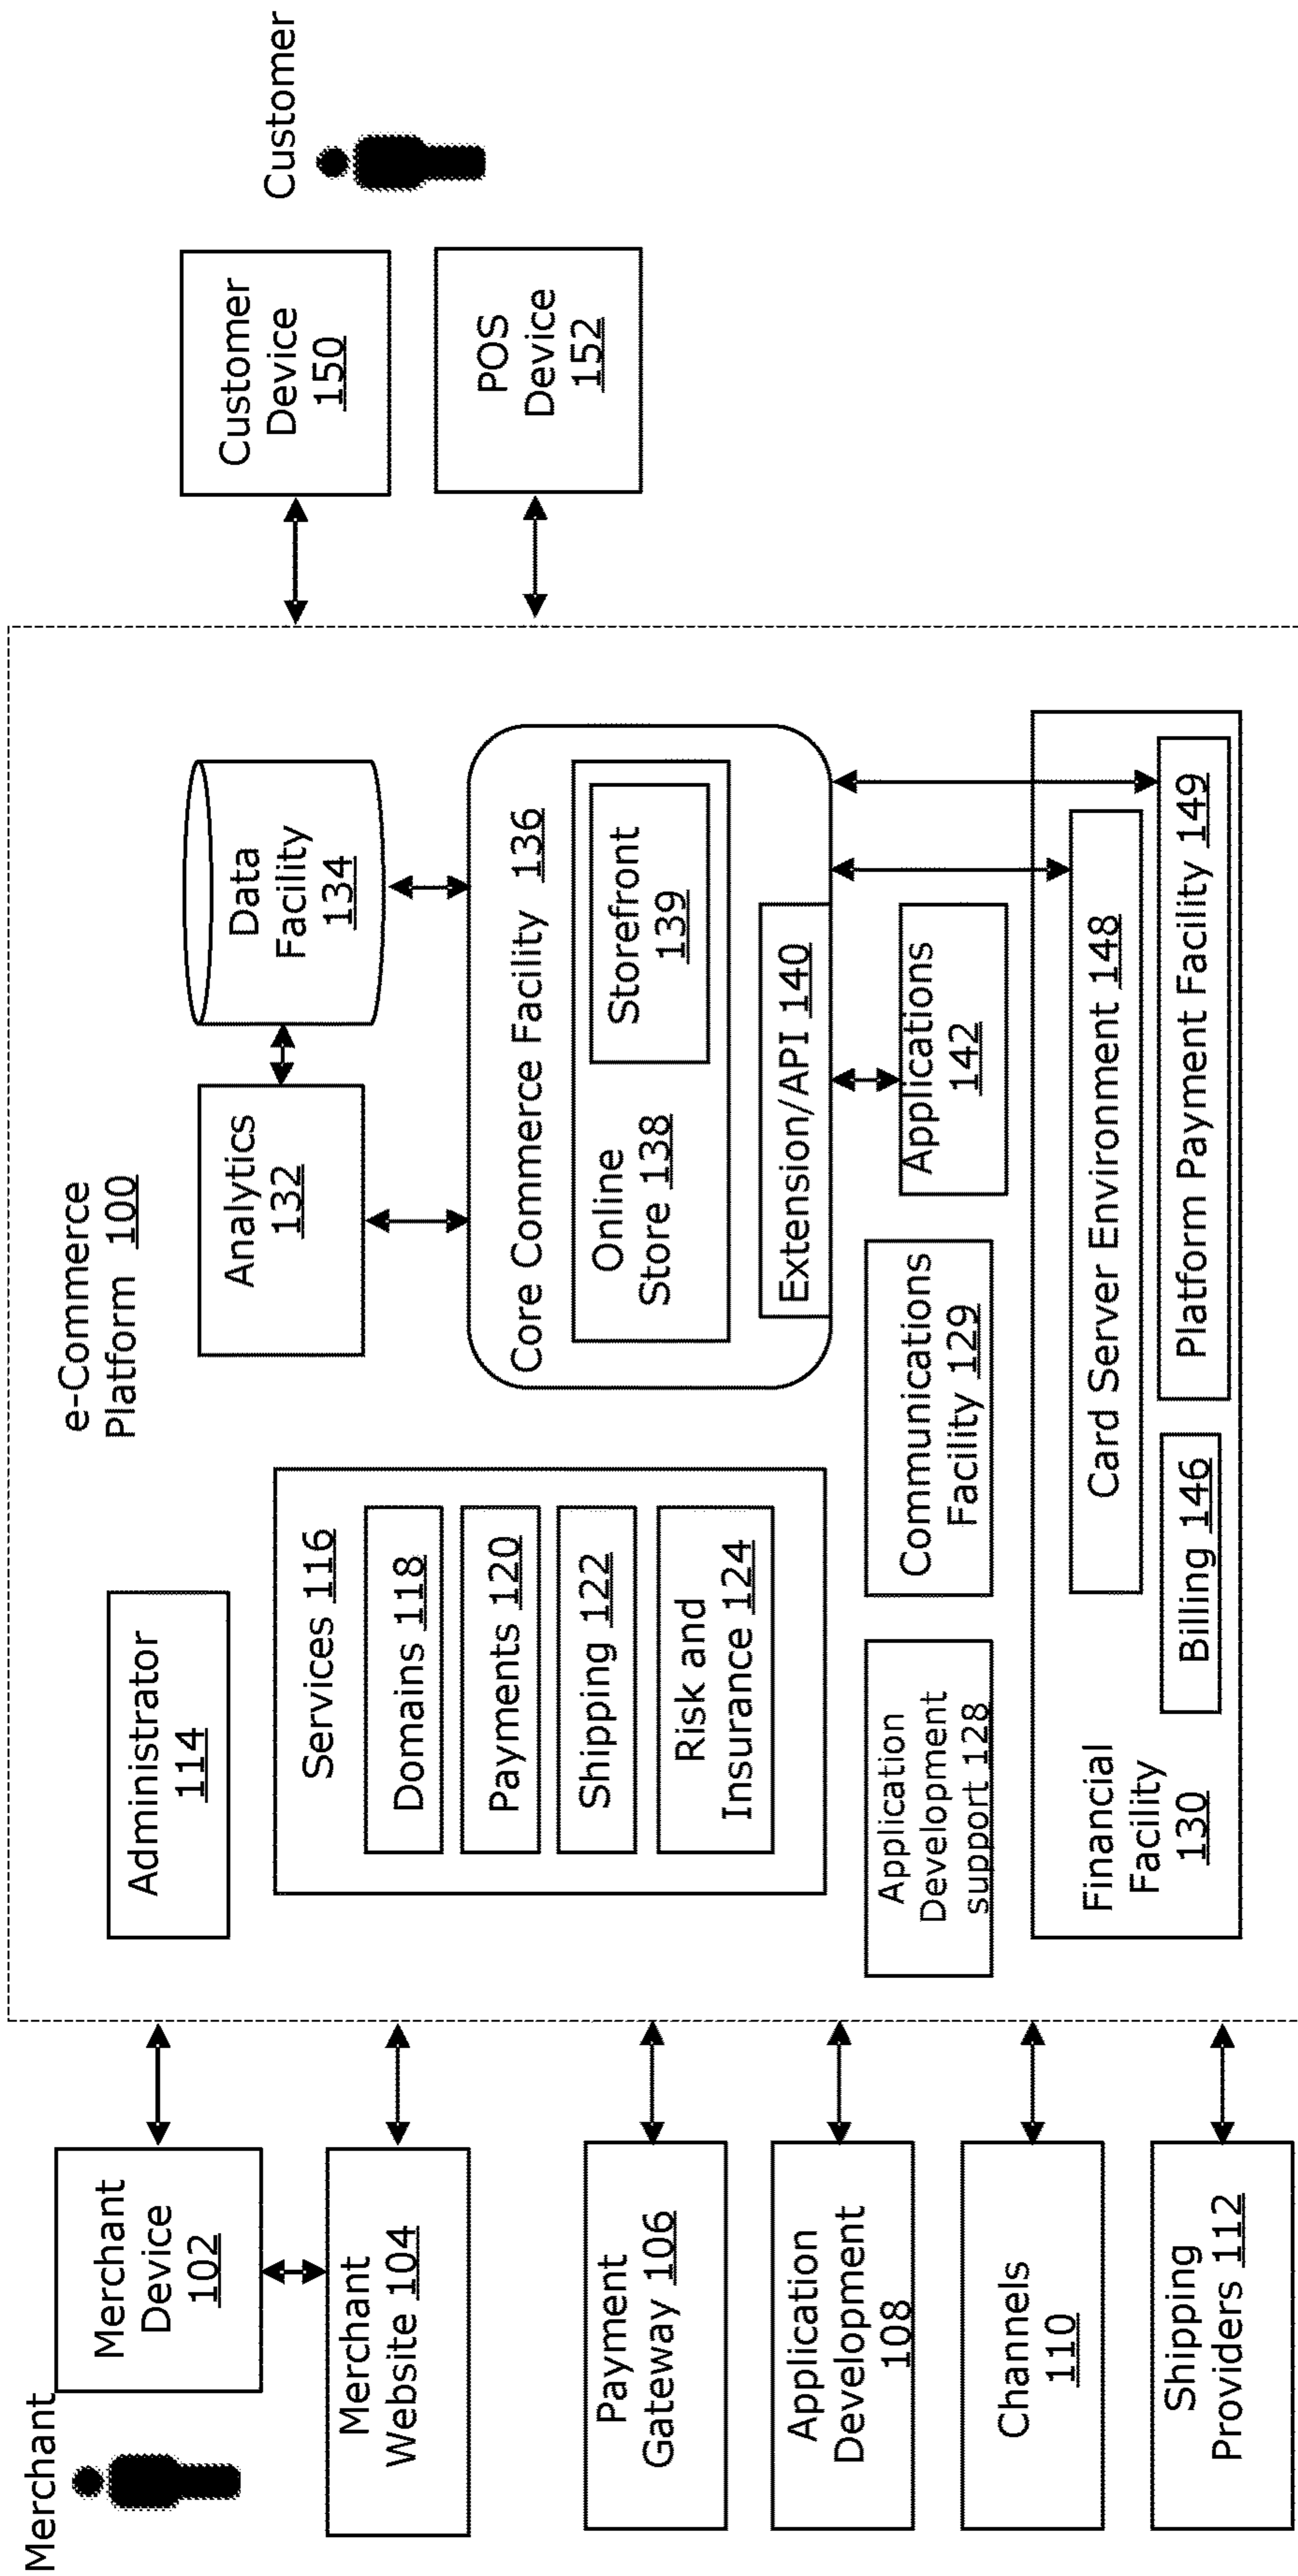 Merchant
Merchant
Device
102
Merchant
Website 104
Payment
Gateway 106
Application
Development
108
Channels
110
Shipping
Providers 112
e-Commerce
Platform 100
Administrator
114
Services 116
Domains 118
Payments 120
Shipping 122
Risk and
Insurance 124
Application
Development
support 128
Communications
Facility 129
Analytics
132
Data
Facility
134
Core Commerce Facility 136
Online
Store 138
Storefront
139
Extension/API 140
Applications
142
Financial
Facility
130
Card Server Environment 148
Billing 146
Platform Payment Facility 149
Customer
Device
150
POS
Device
152
Customer